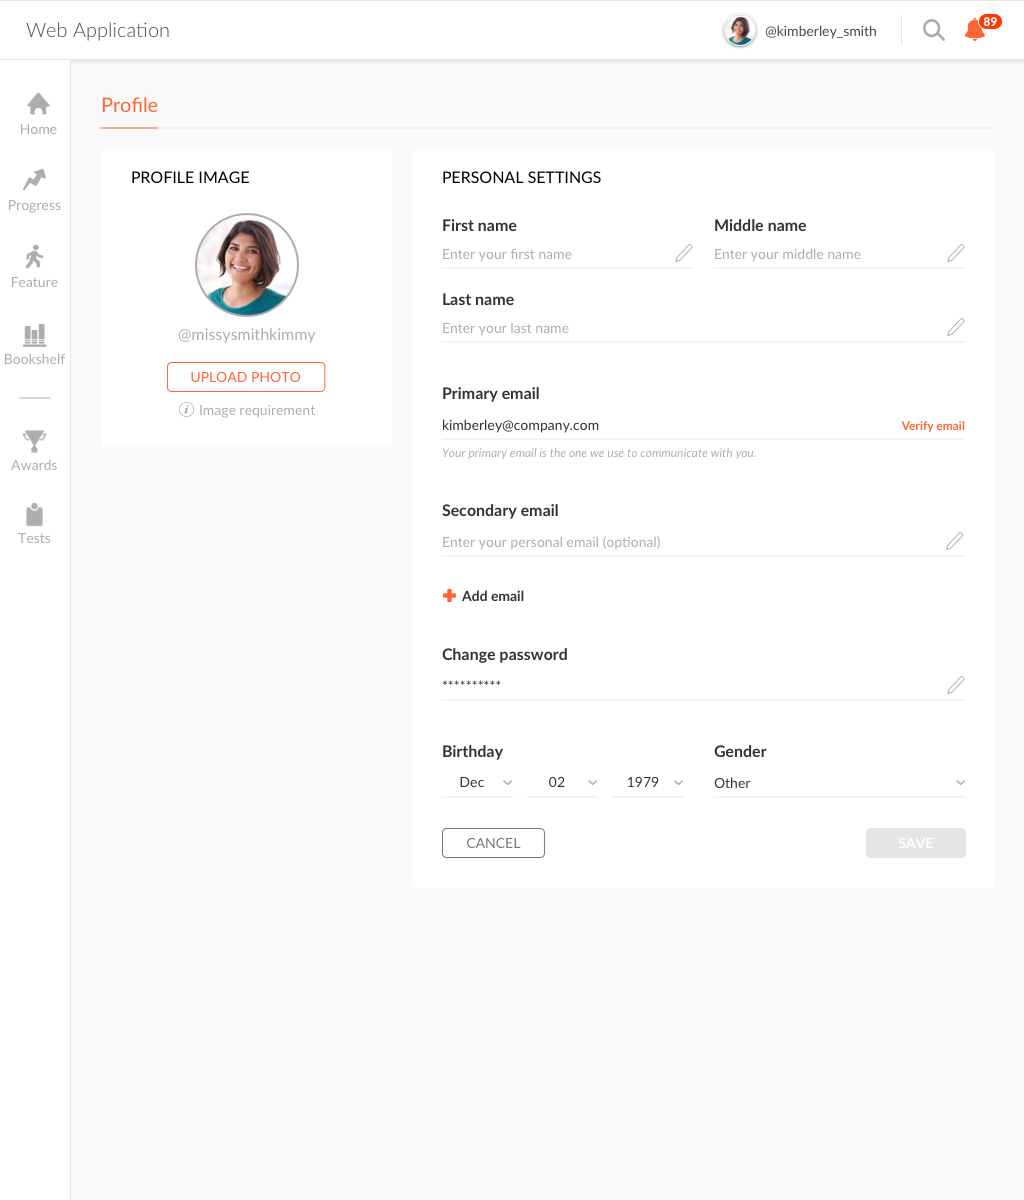 Web Application
@kimberley_smith
89
Home
Progress
Feature
Bookshelf
Awards
Tests
Profile
PROFILE IMAGE
@missysmithkimmy
UPLOAD PHOTO
i Image requirement
PERSONAL SETTINGS
First name
Middle name
Enter your first name
Enter your middle name
Last name
Enter your last name
Primary email
kimberley@company.com
Verify email
Your primary email is the one we use to communicate with you.
Secondary email
Enter your personal email (optional)
Add email
Change password
**********
Birthday
Gender
Dec
02
1979
Other
CANCEL
SAVE